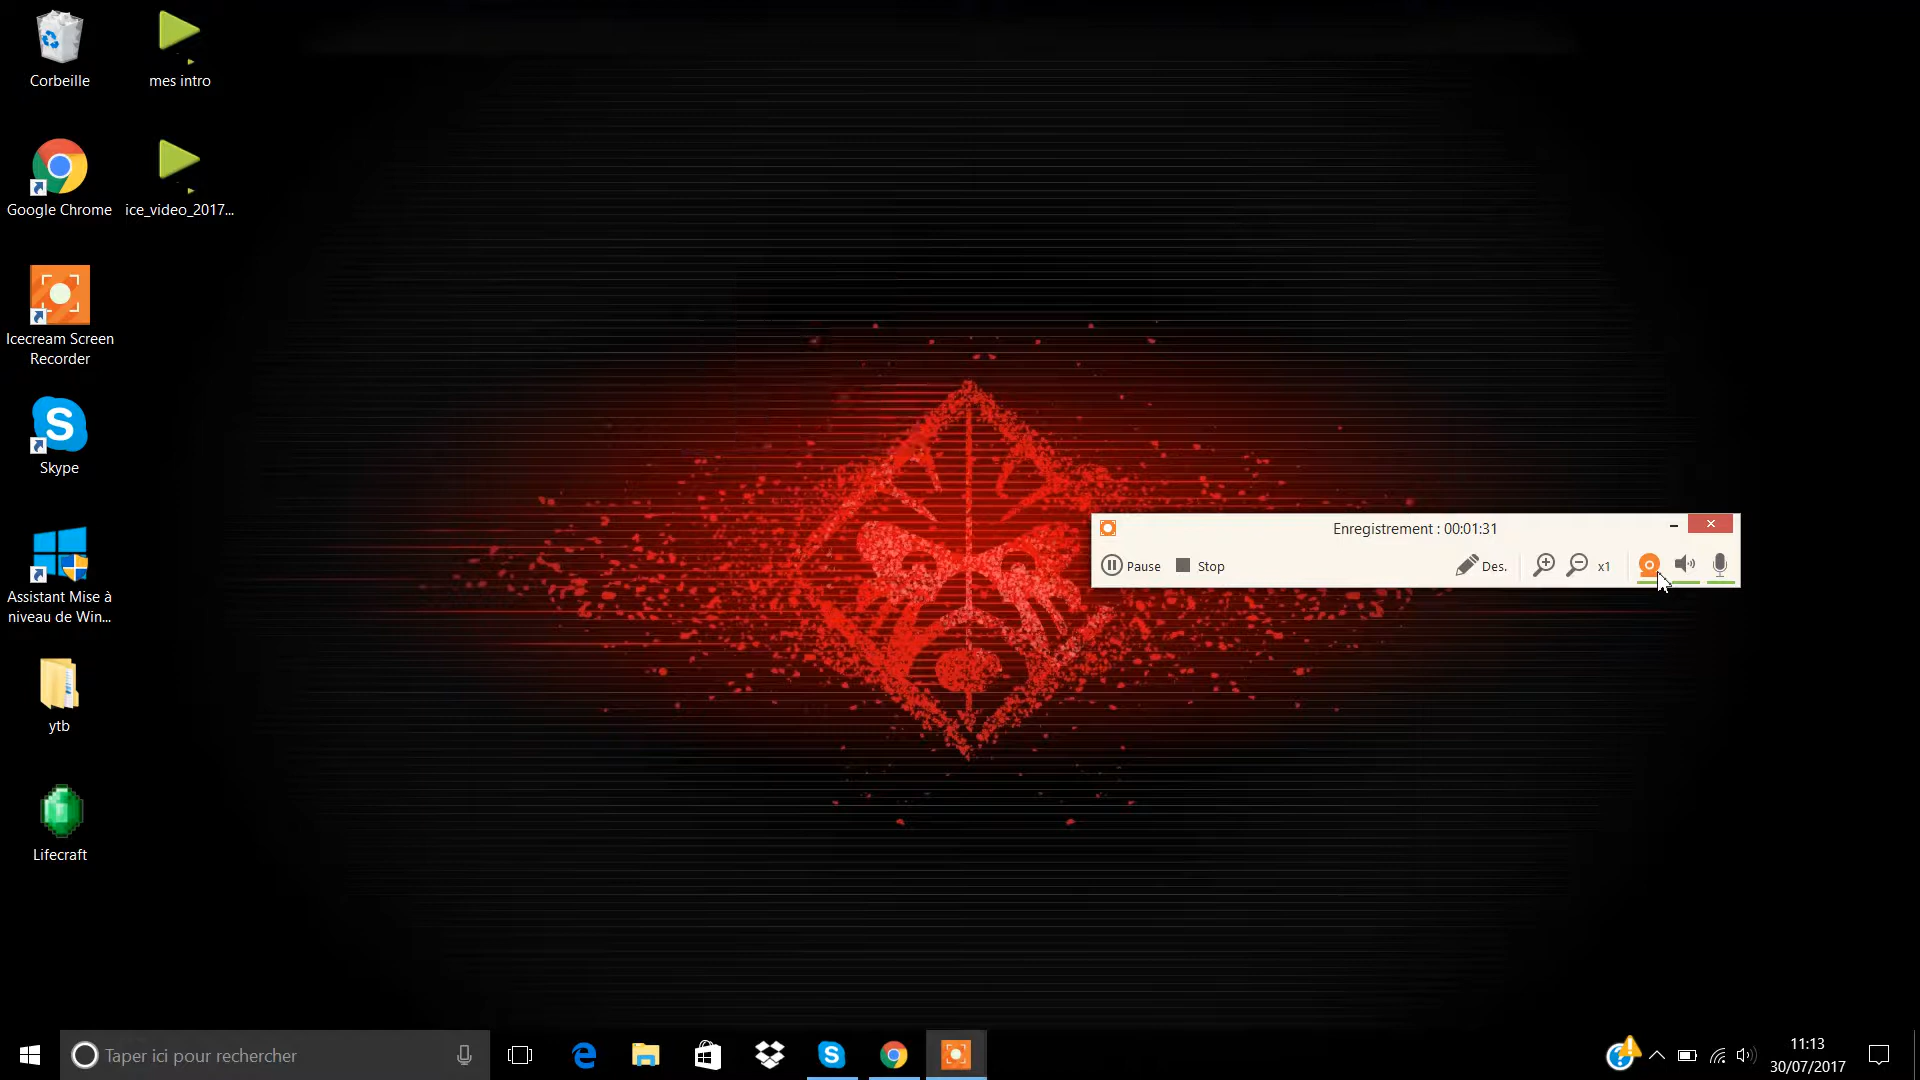 Corbeille
mes intro
Google Chrome
ice_video_2017...
Icecream Screen
Recorder
Skype
Assistant Mise à
niveau de Win...
ytb
Lifecraft
Enregistrement : 00:01:31
Pause
Stop
Des.
x1
Taper ici pour rechercher
11:13
30/07/2017